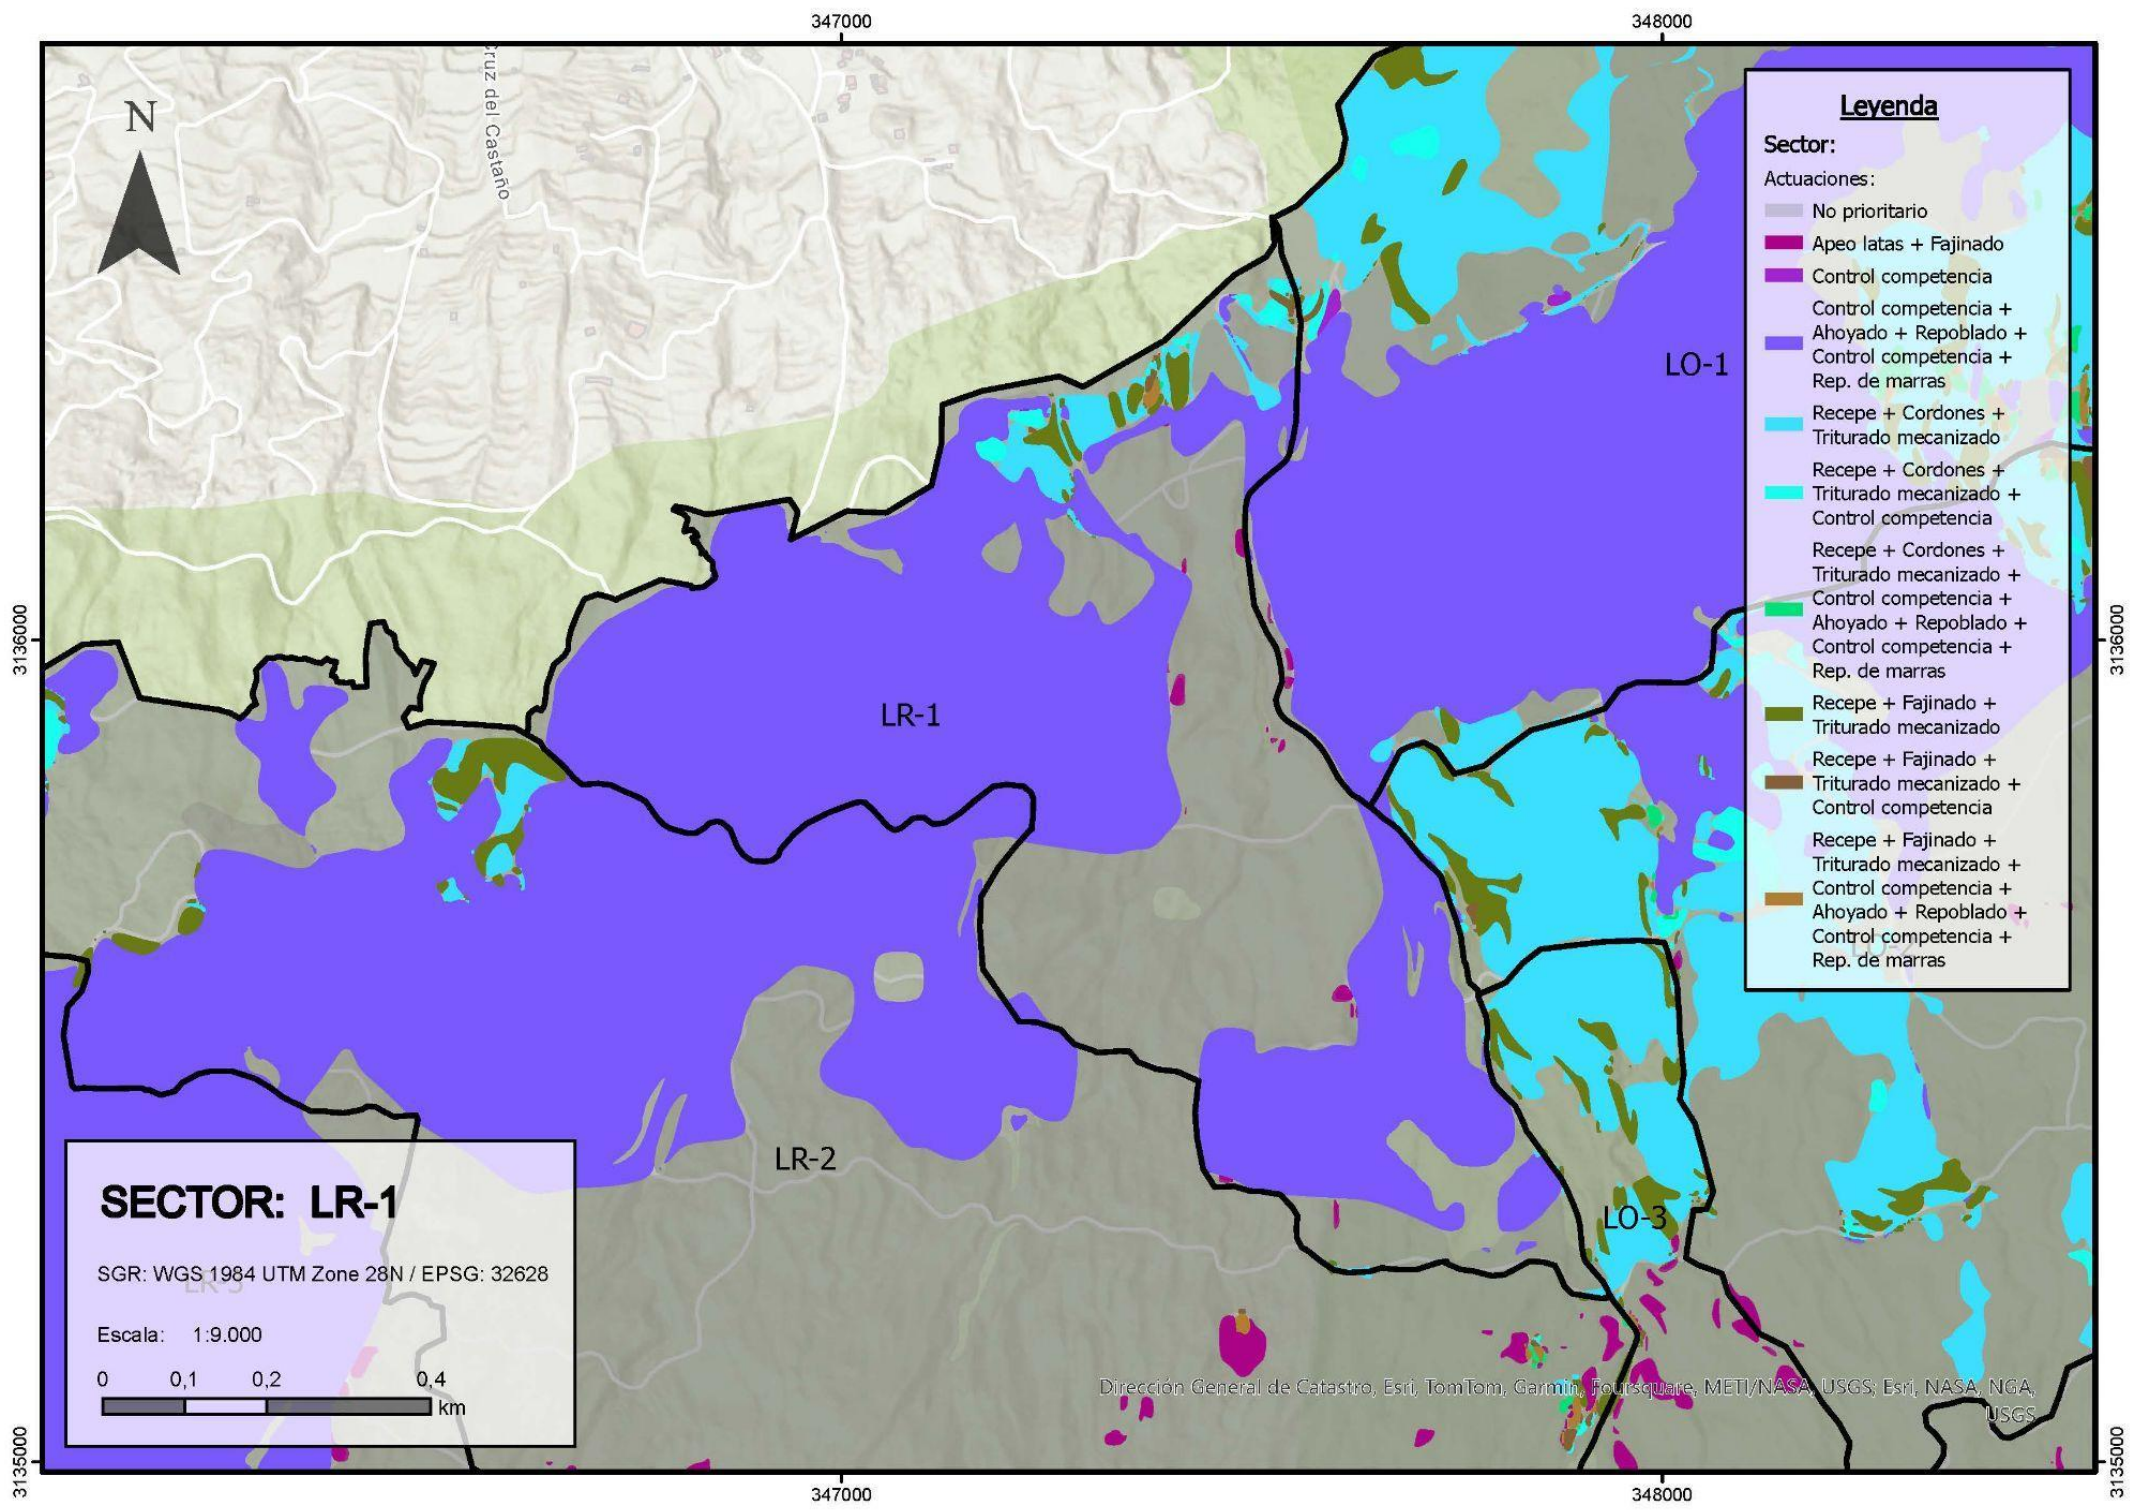 347000
348000
Cruz del Castaño
N
Leyenda
Sector:
Actuaciones:
No prioritario
Apeo latas + Fajinado
Control competencia
Control competencia +
Ahoyado + Repoblado +
Control competencia +
Rep. de marras
Recepe + Cordones +
Triturado mecanizado
Recepe + Cordones +
Triturado mecanizado +
Control competencia
Recepe + Cordones +
Triturado mecanizado +
Control competencia +
Ahoyado + Repoblado +
Control competencia +
Rep. de marras
Recepe + Fajinado +
Triturado mecanizado
Recepe + Fajinado +
Triturado mecanizado +
Control competencia
Recepe + Fajinado +
Triturado mecanizado +
Control competencia +
Ahoyado + Repoblado +
Control competencia +
Rep. de marras
LO-1
3136000
3136000
LR-1
LO-2
LR-2
LO-3
SECTOR: LR-1
SGR: WGS 1984 UTM Zone 28N / EPSG: 32628
LR-3
Escala: 1:9.000
0 0,1 0,2 0,4
km
Dirección General de Catastro, Esri, TomTom, Garmin, Foursquare, METI/NASA, USGS; Esri, NASA, NGA,
USGS
3135000
3135000
347000
348000